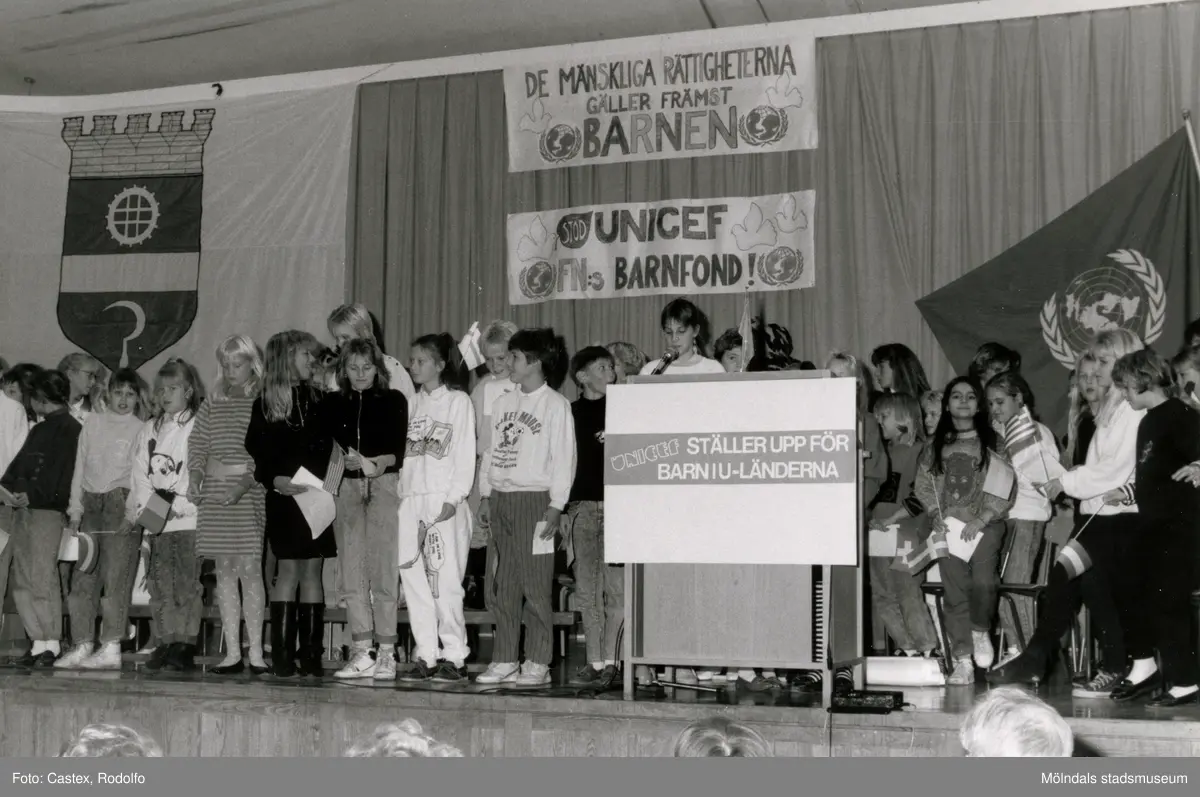 DE MÄNSKLIGA RÄTTIGHETERNA
GÄLLER FRÄMST
BARNEN
STÖD UNICEF
FN:s BARNFOND!
UNICEF STÄLLER UPP FÖR
BARN I U-LÄNDERNA
Foto: Castex, Rodolfo
Mölndals stadsmuseum